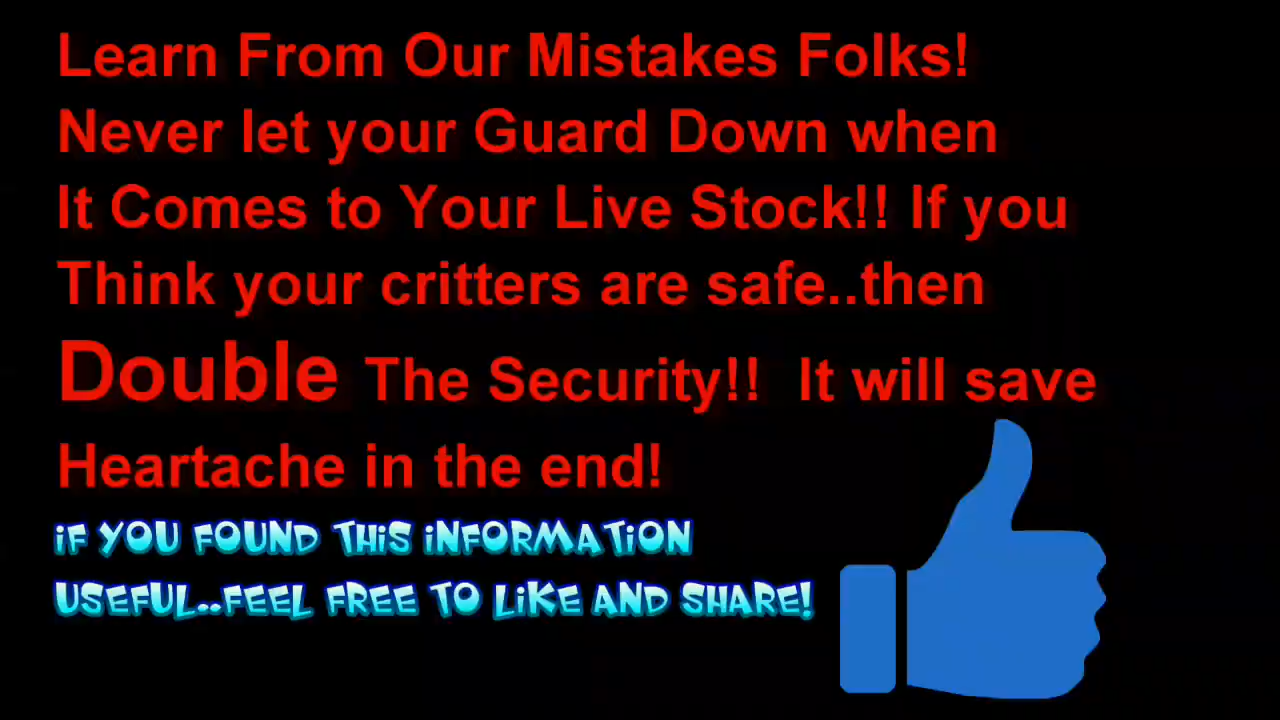 Learn From Our Mistakes Folks!
Never let your Guard Down when
It Comes to Your Live Stock!! If you
Think your critters are safe..then
Double The Security!! It will save
Heartache in the end!
iF YOU FOUND THiS iNFORMATiON
USEFUL..FEEL FREE TO LiKE AND SHARE!